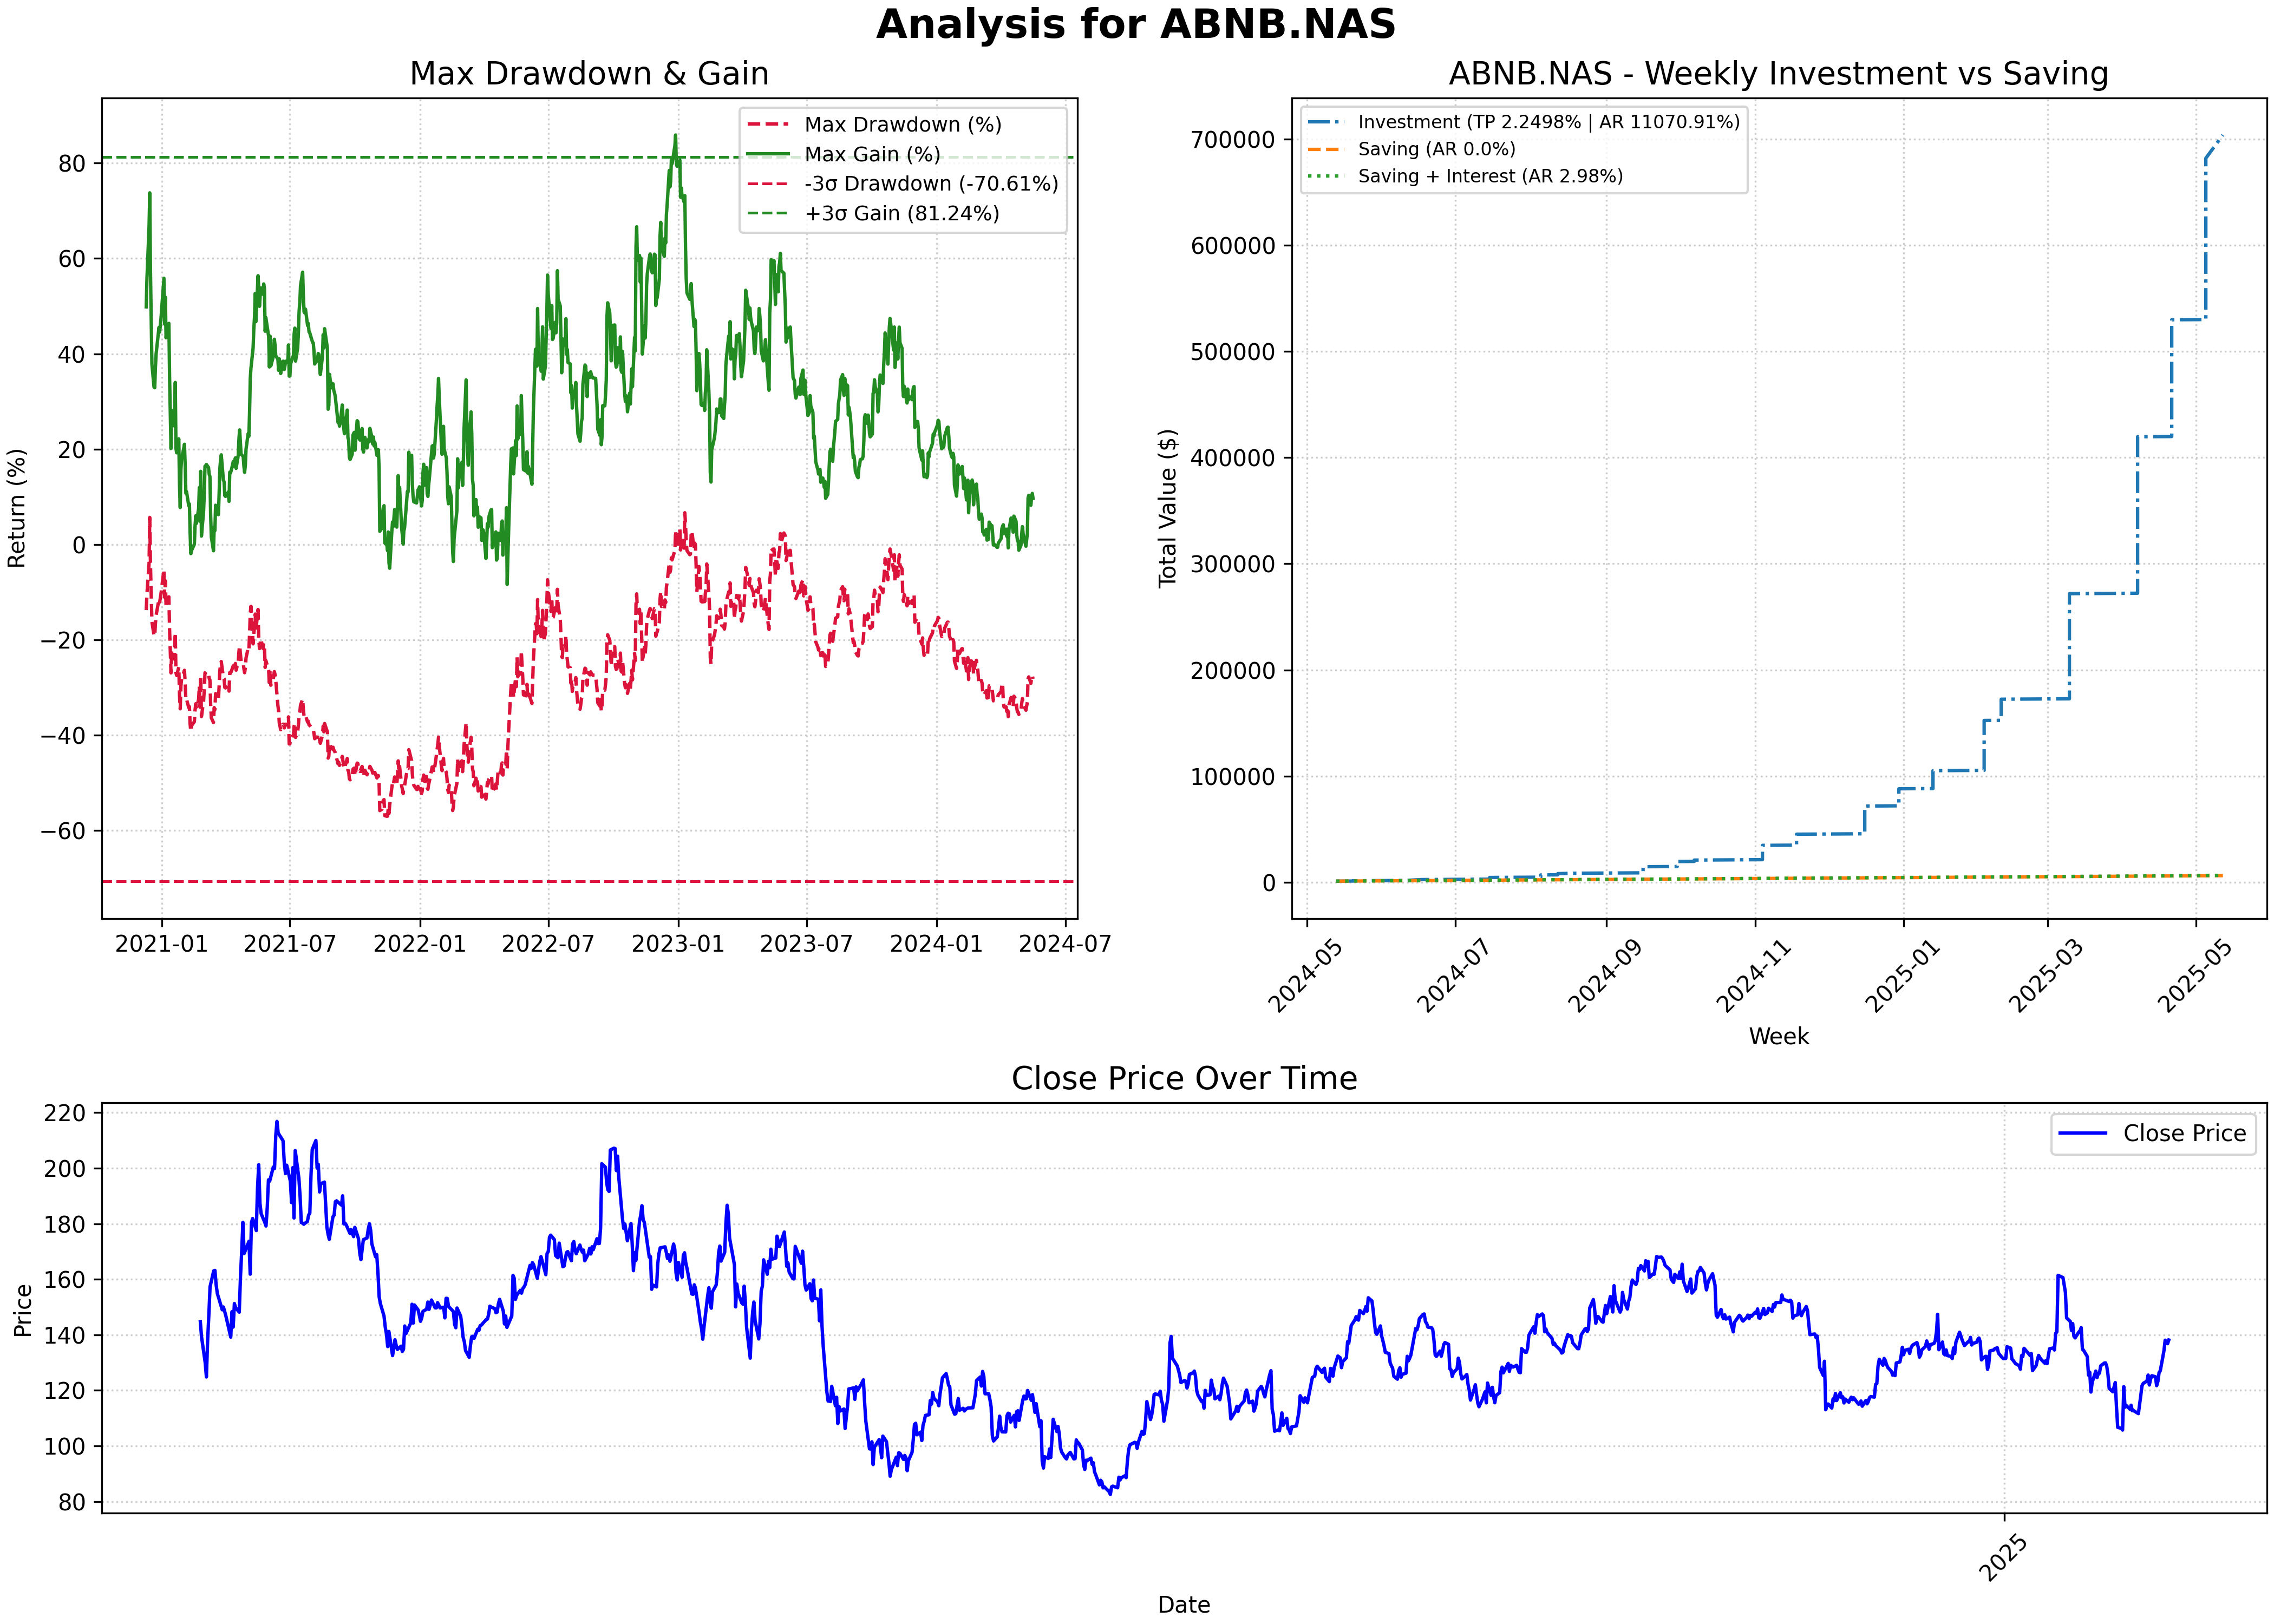 Analysis for ABNB.NAS
Max Drawdown & Gain
Return (%)
80
60
40
20
0
−20
−40
−60
Max Drawdown (%)
Max Gain (%)
-3σ Drawdown (-70.61%)
+3σ Gain (81.24%)
2021-01 2021-07 2022-01 2022-07 2023-01 2023-07 2024-01 2024-07
ABNB.NAS - Weekly Investment vs Saving
Total Value ($)
700000
600000
500000
400000
300000
200000
100000
0
Investment (TP 2.2498% | AR 11070.91%)
Saving (AR 0.0%)
Saving + Interest (AR 2.98%)
2024-05 2024-07 2024-09 2024-11 2025-01 2025-03 2025-05
Week
Close Price Over Time
Price
220
200
180
160
140
120
100
80
Close Price
2025
Date